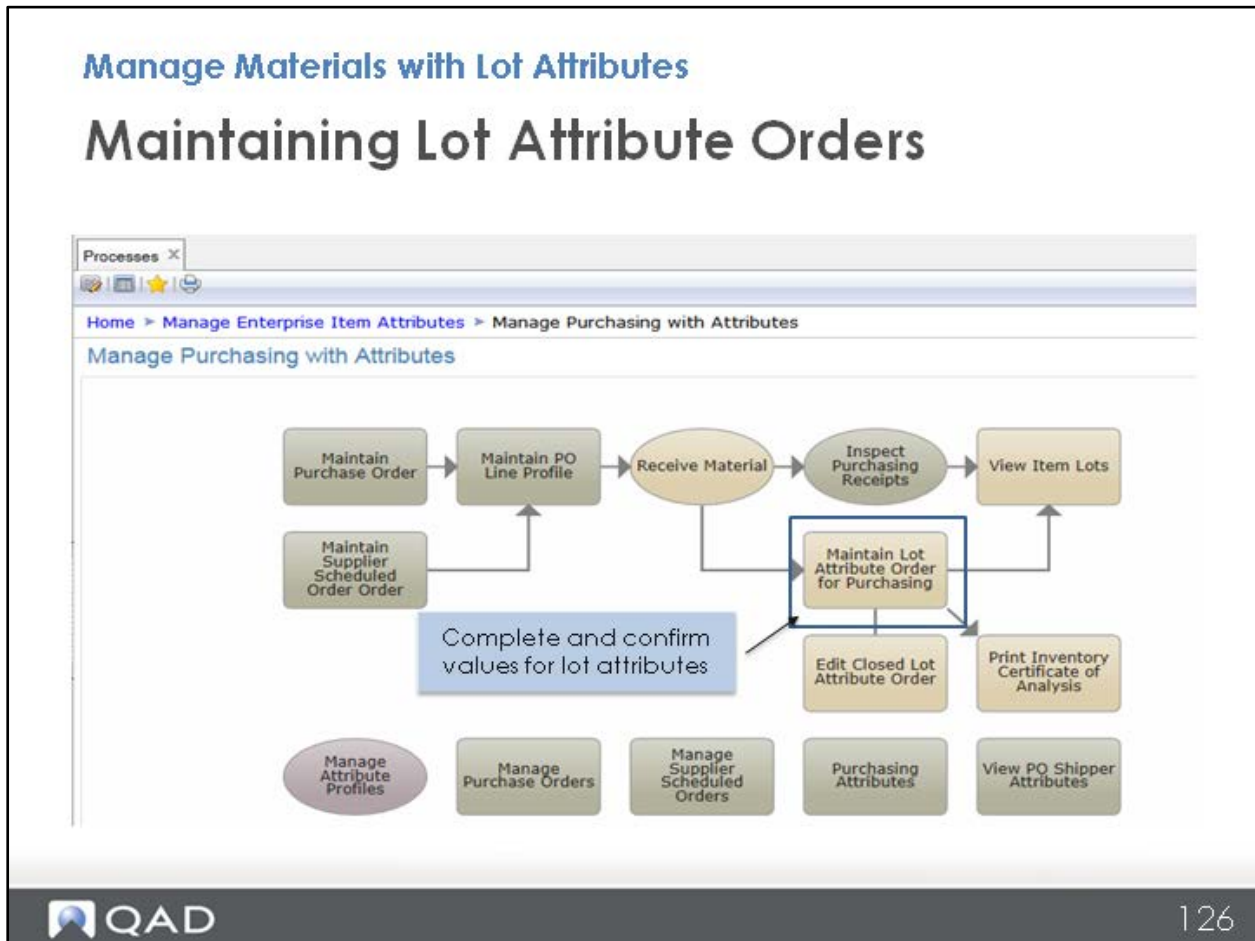 Manage Materials with Lot Attributes
Maintaining Lot Attribute Orders
Processes
Home ► Manage Enterprise Item Attributes ► Manage Purchasing with Attributes
Manage Purchasing with Attributes
Maintain
Purchase Order
Maintain PO
Line Profile
Receive Material
Inspect
Purchasing
Receipts
View Item Lots
Maintain
Supplier
Scheduled
Order Order
Maintain Lot
Attribute Order
for Purchasing
Complete and confirm
values for lot attributes
Edit Closed Lot
Attribute Order
Print Inventory
Certificate of
Analysis
Manage
Attribute
Profiles
Manage
Purchase Orders
Manage
Supplier
Scheduled
Orders
Purchasing
Attributes
View PO Shipper
Attributes
QAD
126